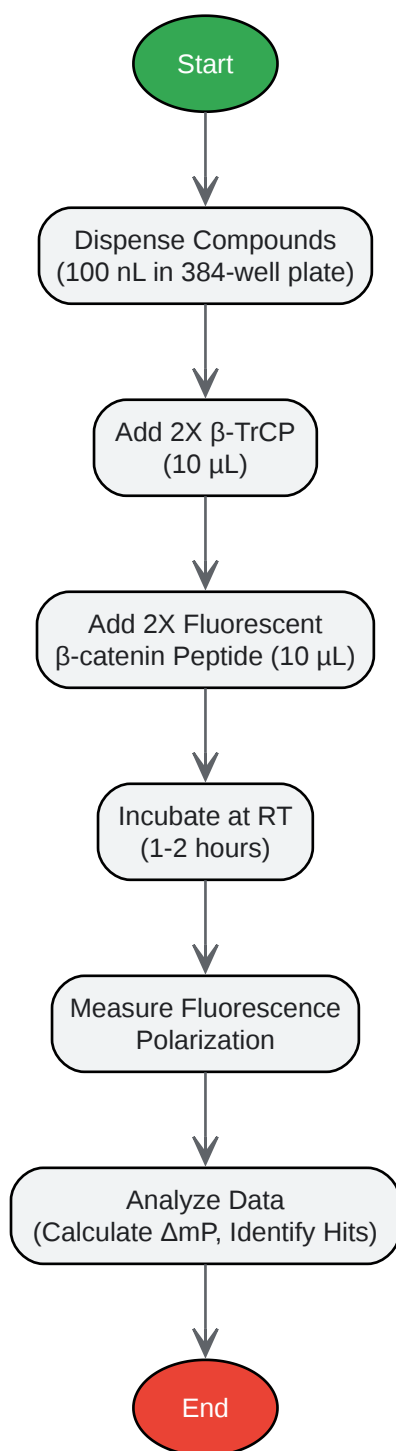 Start
Dispense Compounds
(100 nL in 384-well plate)
Add 2X β-TrCP
(10 µL)
Add 2X Fluorescent
β-catenin Peptide (10 µL)
Incubate at RT
(1-2 hours)
Measure Fluorescence
Polarization
Analyze Data
(Calculate ΔmP, Identify Hits)
End